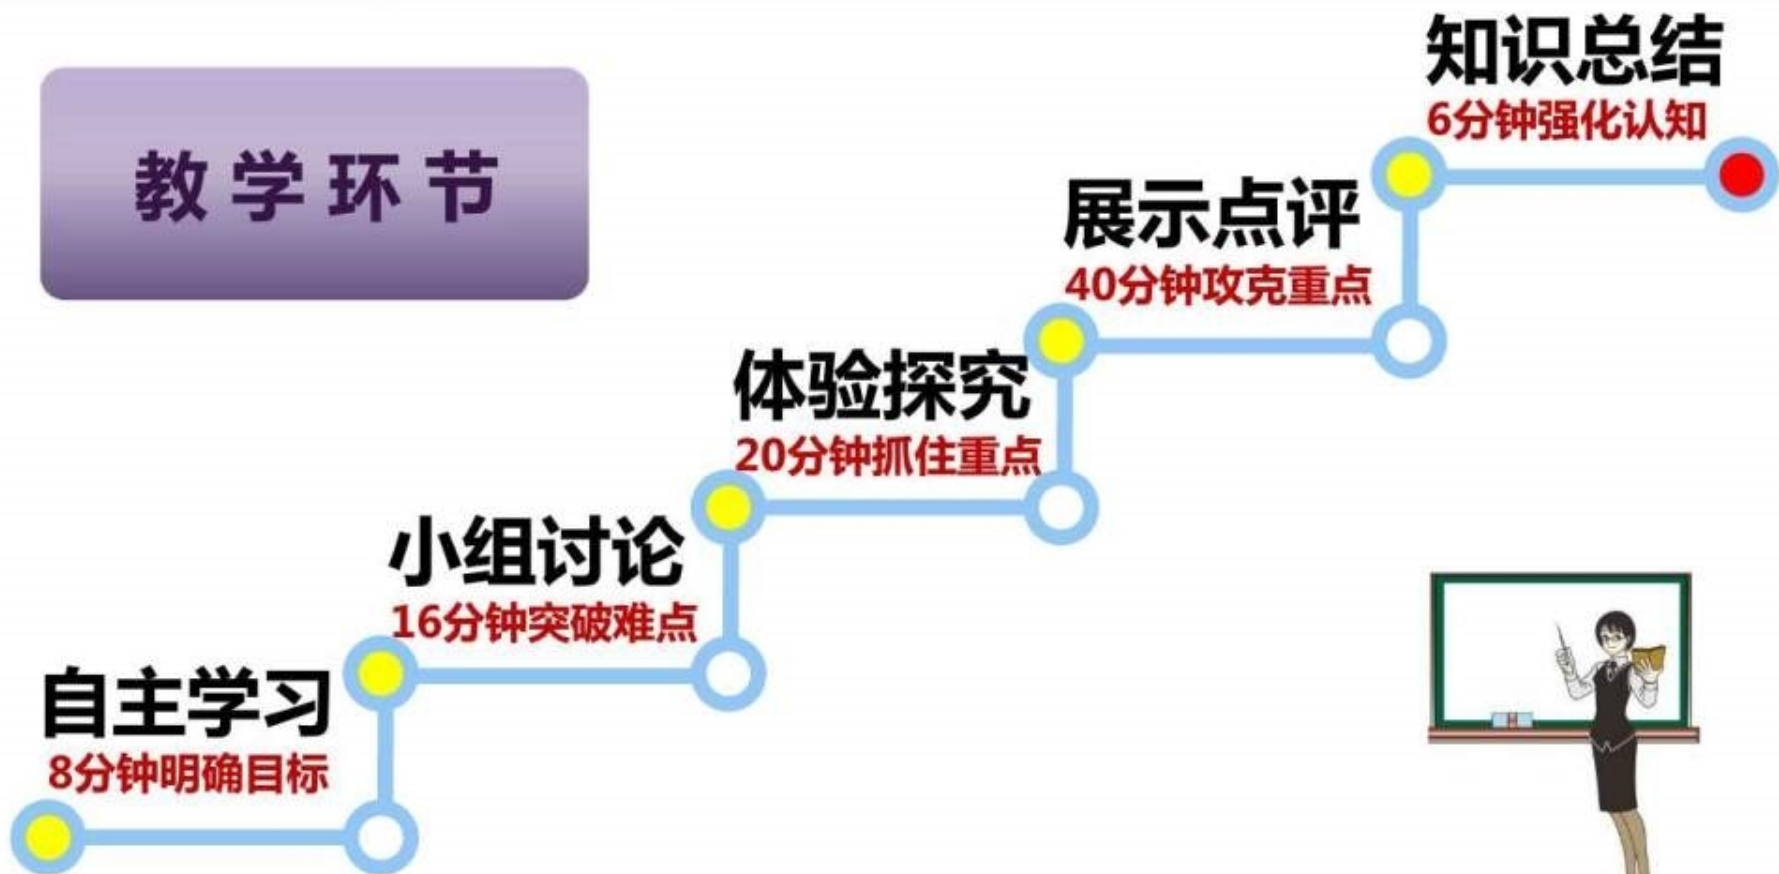 教学环节
知识总结
6分钟强化认知
展示点评
40分钟攻克重点
体验探究
20分钟抓住重点
小组讨论
16分钟突破难点
自主学习
8分钟明确目标